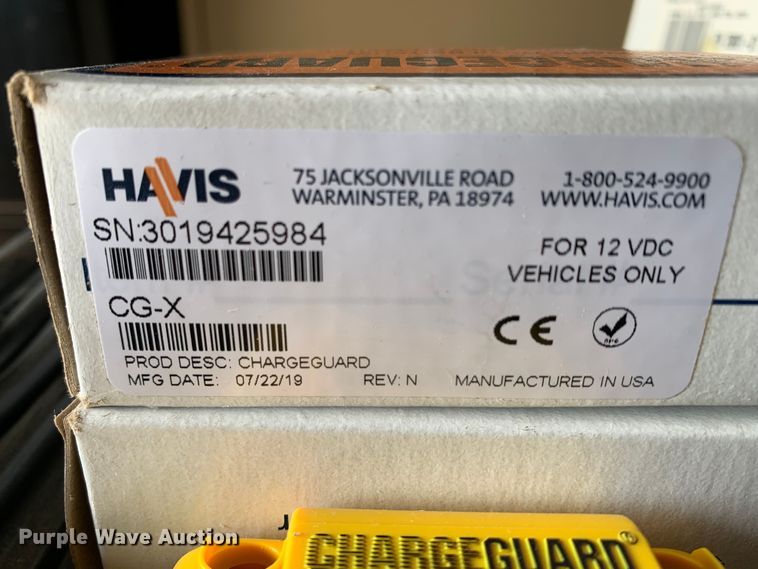 CHARGEGUARD
HAVIS
75 JACKSONVILLE ROAD
WARMINSTER, PA 18974
1-800-524-9900
WWW.HAVIS.COM
SN:3019425984
FOR 12 VDC
VEHICLES ONLY
CG-X
CE
PROD DESC: CHARGEGUARD
MFG DATE: 07/22/19
REV: N
MANUFACTURED IN USA
CHARGEGUARD®
Purple Wave Auction